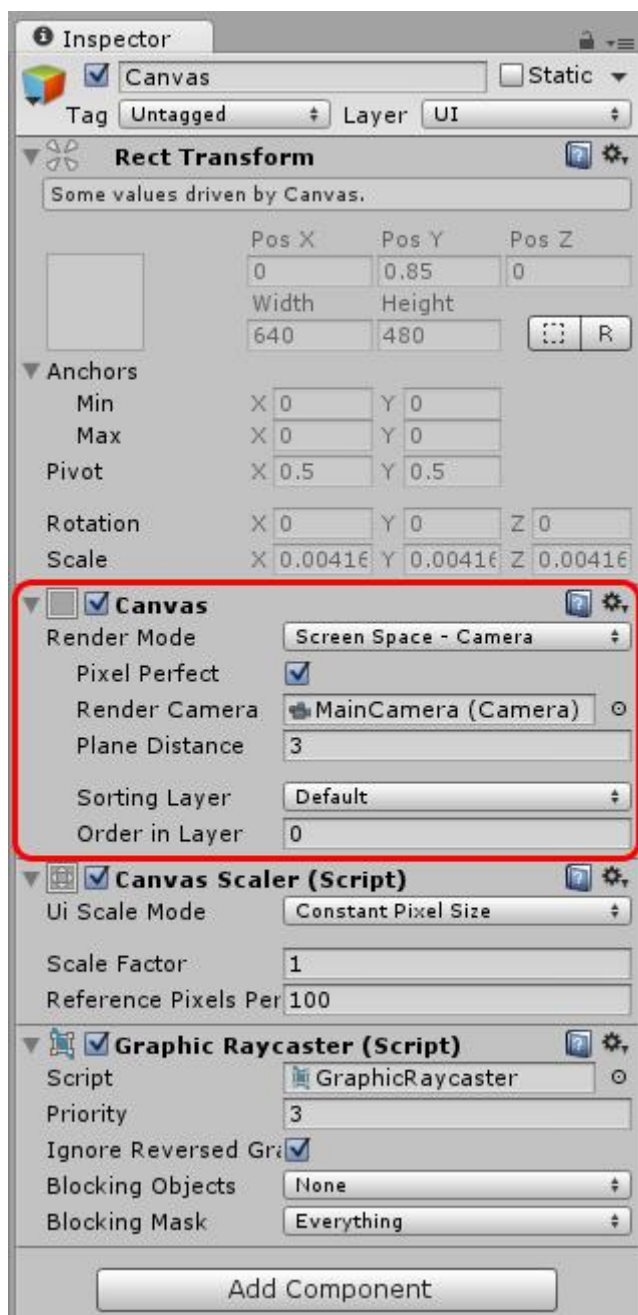 Inspector
Canvas Static
Tag Untagged Layer UI
Rect Transform
Some values driven by Canvas.
Pos X Pos Y Pos Z
0 0.85 0
Width Height
640 480 R
Anchors
Min X 0 Y 0
Max X 0 Y 0
Pivot X 0.5 Y 0.5
Rotation X 0 Y 0 Z 0
Scale X 0.00416 Y 0.00416 Z 0.00416
Canvas
Render Mode Screen Space - Camera
Pixel Perfect
Render Camera MainCamera (Camera)
Plane Distance 3
Sorting Layer Default
Order in Layer 0
Canvas Scaler (Script)
Ui Scale Mode Constant Pixel Size
Scale Factor 1
Reference Pixels Per 100
Graphic Raycaster (Script)
Script GraphicRaycaster
Priority 3
Ignore Reversed Gra
Blocking Objects None
Blocking Mask Everything
Add Component